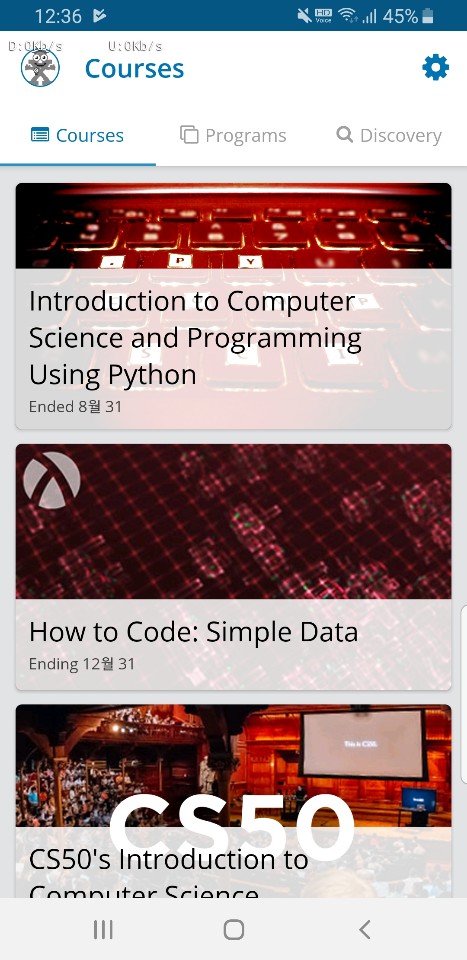 12:36
HD
Voice
45%
D:0Kb/s U:0Kb/s
Courses
Courses Programs Discovery
P Y
Introduction to Computer
Science and Programming
Using Python
Ended 8월 31
How to Code: Simple Data
Ending 12월 31
This is CS50.
CS50
CS50's Introduction to
Computer Science